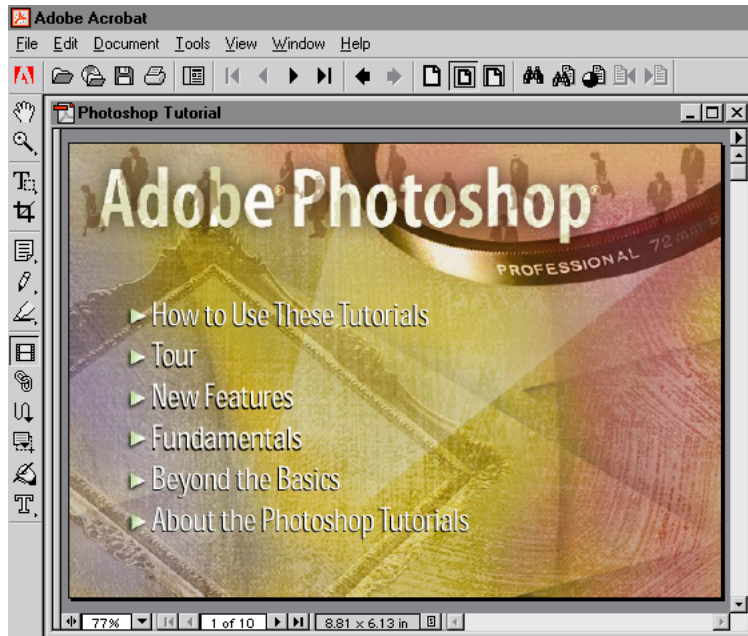 Adobe Acrobat
File Edit Document Tools View Window Help
Photoshop Tutorial
Adobe® Photoshop®
PROFESSIONAL 72mm
How to Use These Tutorials
Tour
New Features
Fundamentals
Beyond the Basics
About the Photoshop Tutorials
77% 1 of 10 8.81 x 6.13 in